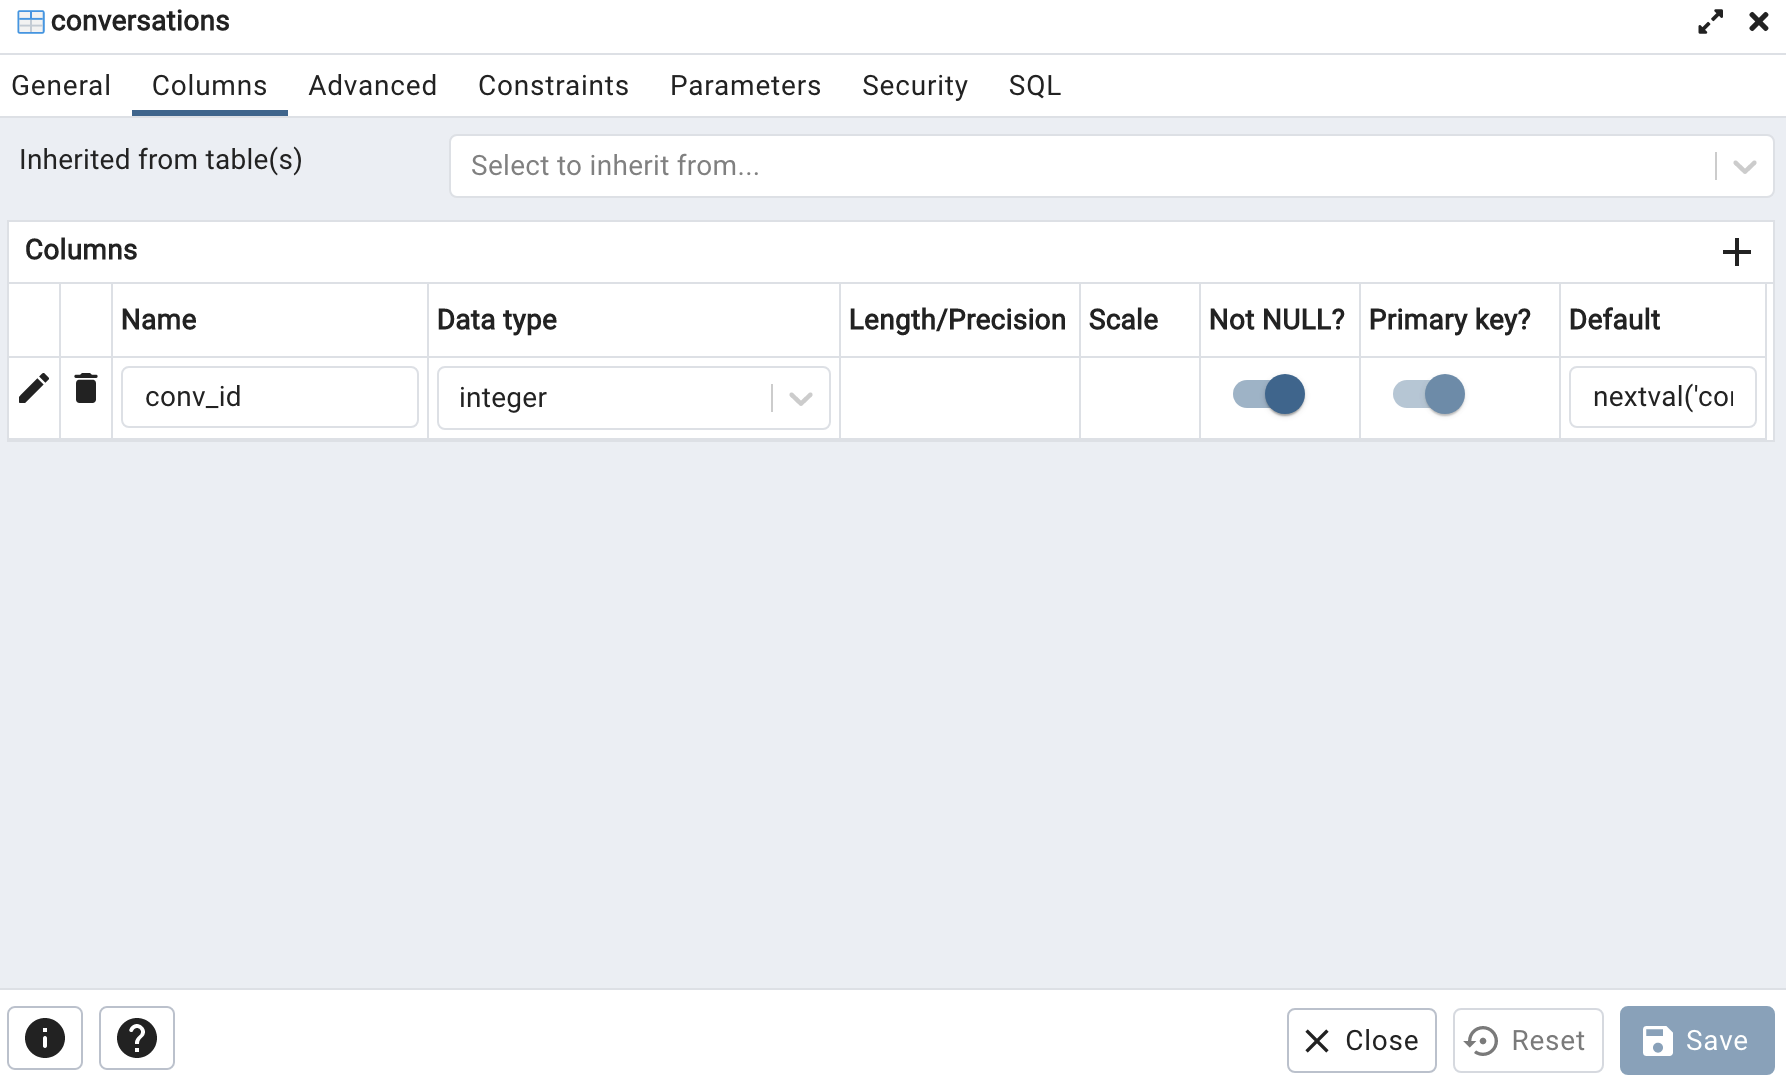 conversations
General Columns Advanced Constraints Parameters Security SQL
Inherited from table(s) Select to inherit from...
Columns
Name Data type Length/Precision Scale Not NULL? Primary key? Default
conv_id integer nextval('con
Close Reset Save